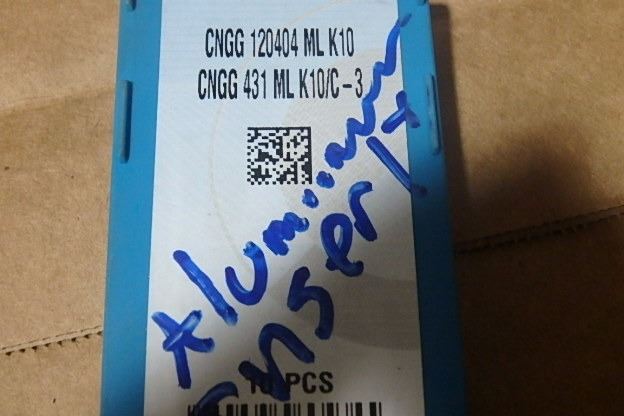 CNGG 120404 ML K10
CNGG 431 ML K10/C-3
Aluminum
Insert
10 PCS